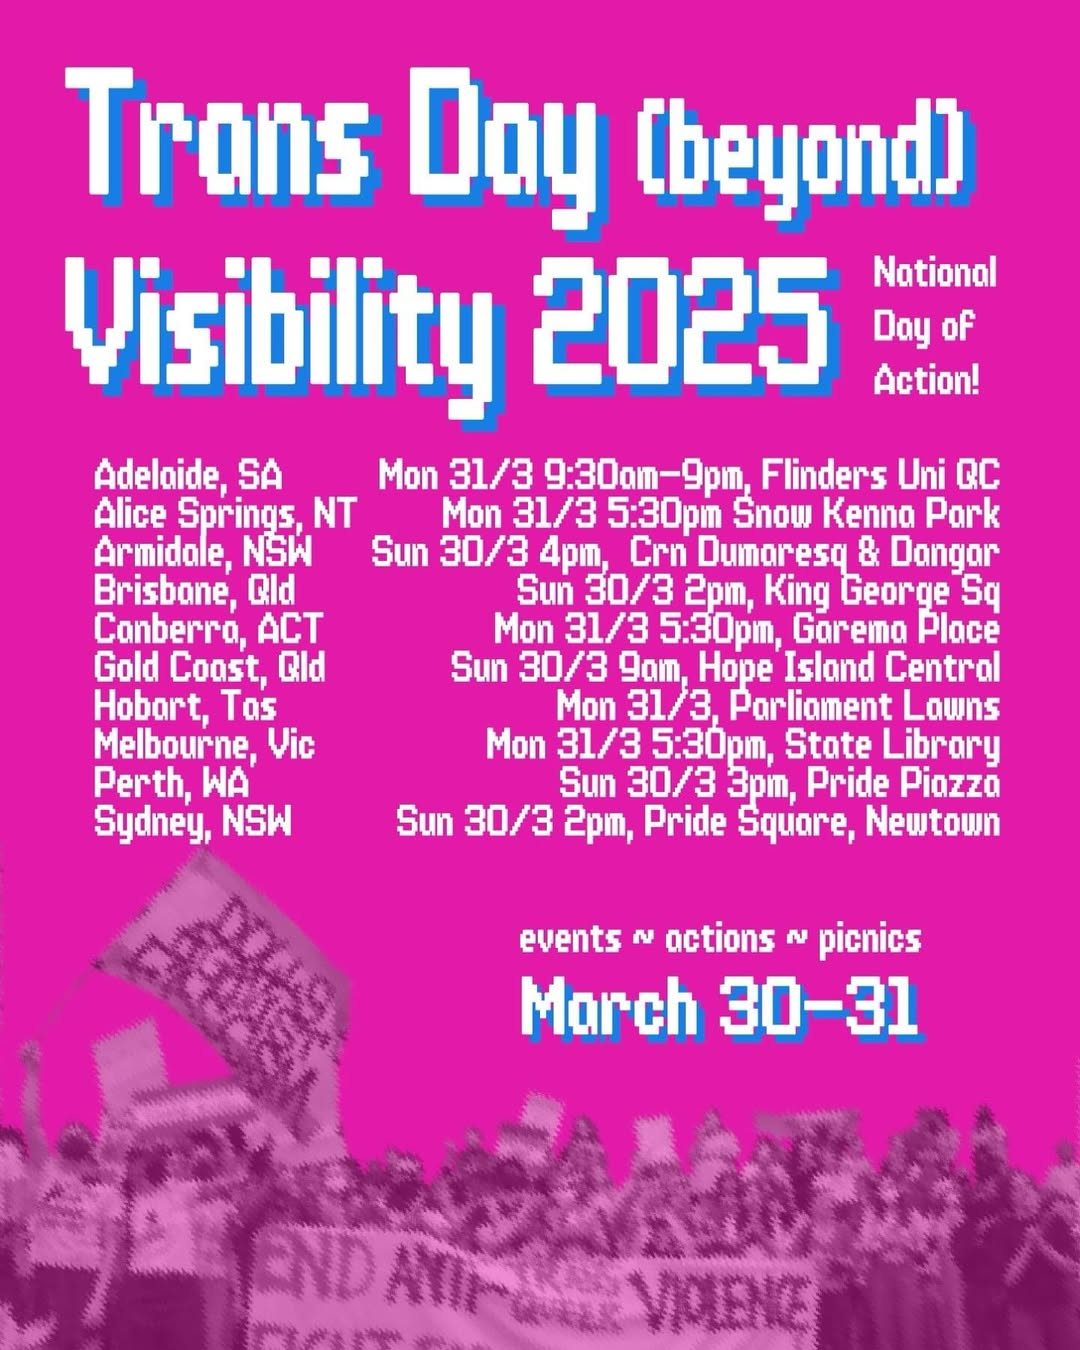 Trans Day (beyond)
Visibility 2025
National
Day of
Action!
Adelaide, SA Mon 31/3 9:30am-9pm, Flinders Uni QC
Alice Springs, NT Mon 31/3 5:30pm Snow Kenna Park
Armidale, NSW Sun 30/3 4pm, Crn Dumaresq & Dangar
Brisbane, Qld Sun 30/3 2pm, King George Sq
Canberra, ACT Mon 31/3 5:30pm, Garema Place
Gold Coast, Qld Sun 30/3 9am, Hope Island Central
Hobart, Tas Mon 31/3, Parliament Lawns
Melbourne, Vic Mon 31/3 5:30pm, State Library
Perth, WA Sun 30/3 3pm, Pride Piazza
Sydney, NSW Sun 30/3 2pm, Pride Square, Newtown
events ~ actions ~ picnics
March 30-31
END ANTI- VIOLENCE